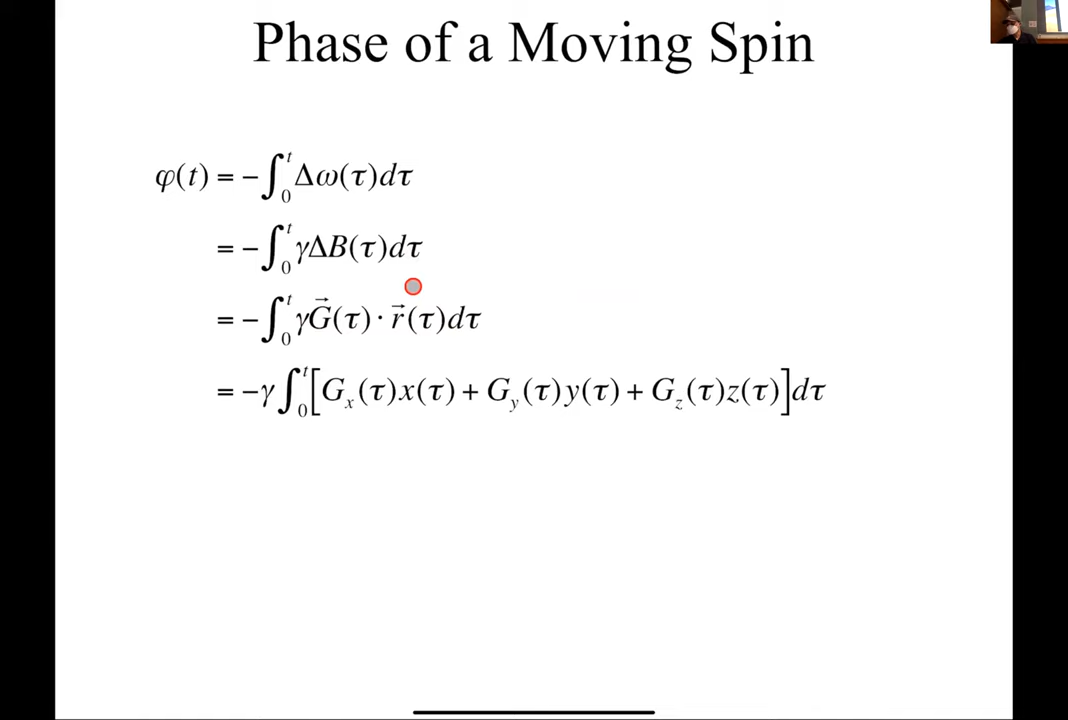 Phase of a Moving Spin
φ(t) = −∫₀ᵗ Δω(τ)dτ
= −∫₀ᵗ γΔB(τ)dτ
= −∫₀ᵗ γG⃗(τ) · r⃗(τ)dτ
= −γ∫₀ᵗ [Gₓ(τ)x(τ) + G_y(τ)y(τ) + G_z(τ)z(τ)]dτ